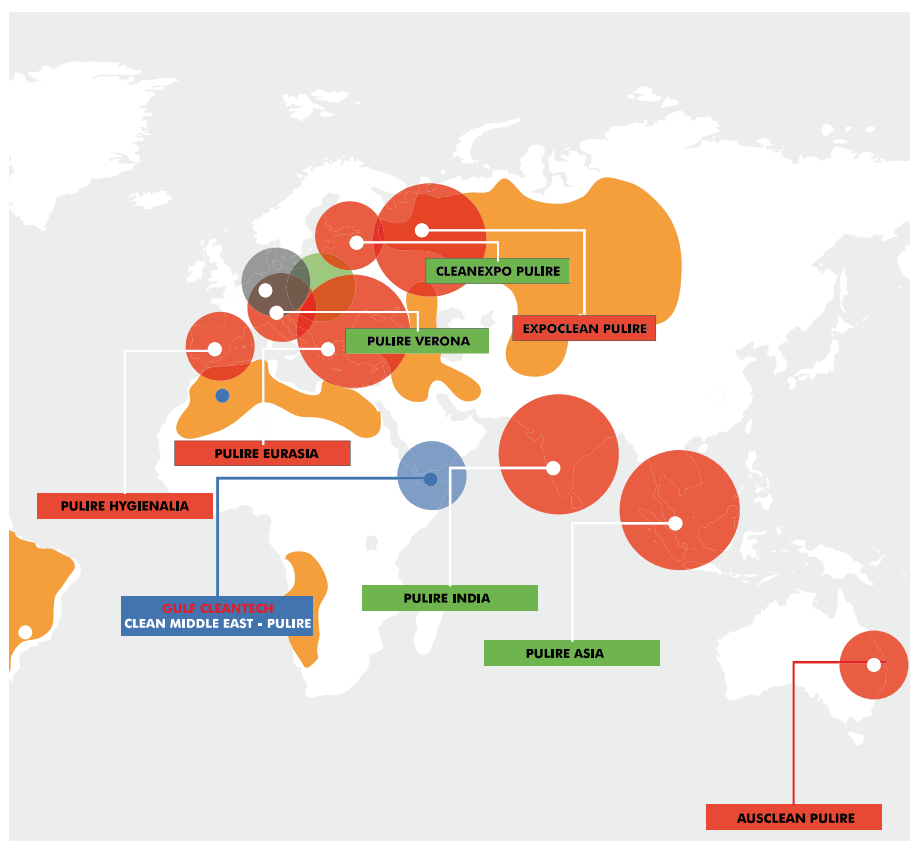 CLEANEXPO PULIRE
EXPOCLEAN PULIRE
PULIRE VERONA
PULIRE EURASIA
PULIRE HYGIENALIA
GULF CLEANTECH
CLEAN MIDDLE EAST - PULIRE
PULIRE INDIA
PULIRE ASIA
AUSCLEAN PULIRE